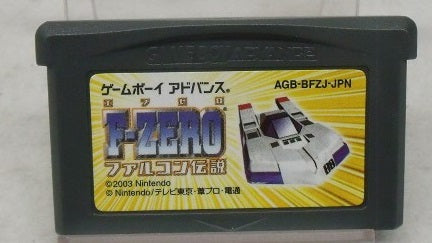 GAME BOY ADVANCE
ゲームボーイ アドバンス®
AGB-BFZJ-JPN
エフゼロ
F-ZERO
ファルコン伝説
©2003 Nintendo
© Nintendo/テレビ東京・葦プロ・電通